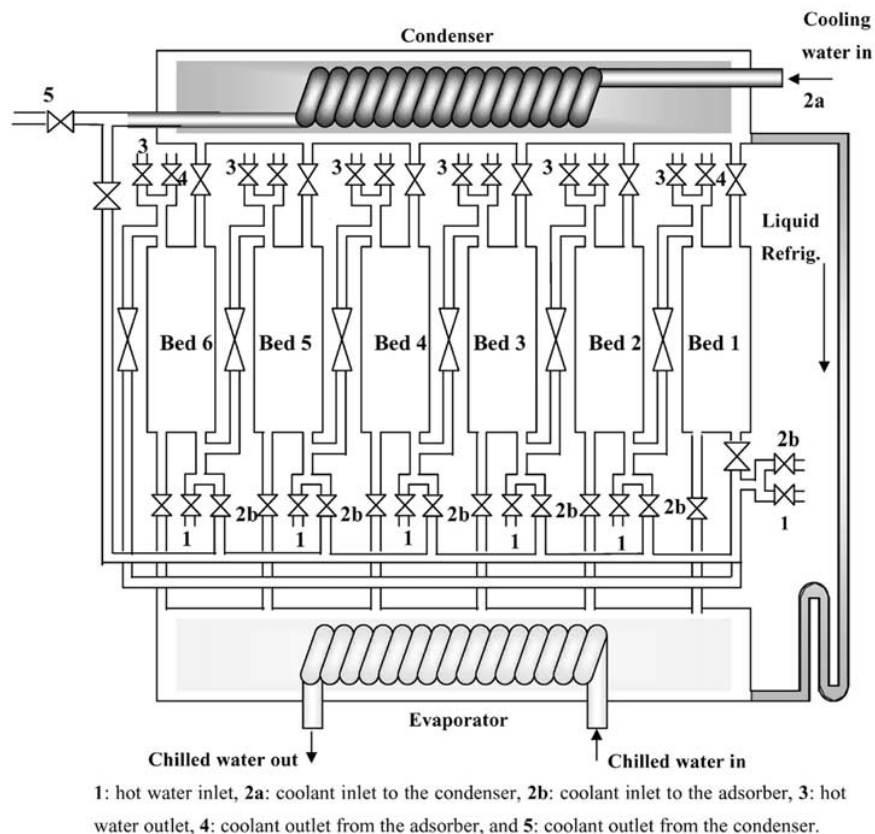 Condenser
Cooling
water in
2a
5
3
4
3
3
3
3
3
4
Liquid
Refrig.
Bed 6
Bed 5
Bed 4
Bed 3
Bed 2
Bed 1
2b
2b
2b
2b
2b
2b
1
1
1
1
1
1
Evaporator
Chilled water out
Chilled water in
1: hot water inlet, 2a: coolant inlet to the condenser, 2b: coolant inlet to the adsorber, 3: hot
water outlet, 4: coolant outlet from the adsorber, and 5: coolant outlet from the condenser.